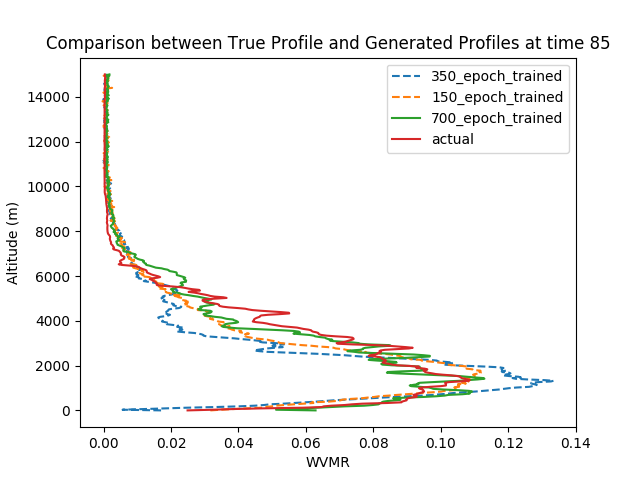 Comparison between True Profile and Generated Profiles at time 85
350_epoch_trained
150_epoch_trained
700_epoch_trained
actual
14000
12000
10000
8000
6000
4000
2000
0
Altitude (m)
0.00 0.02 0.04 0.06 0.08 0.10 0.12 0.14
WVMR